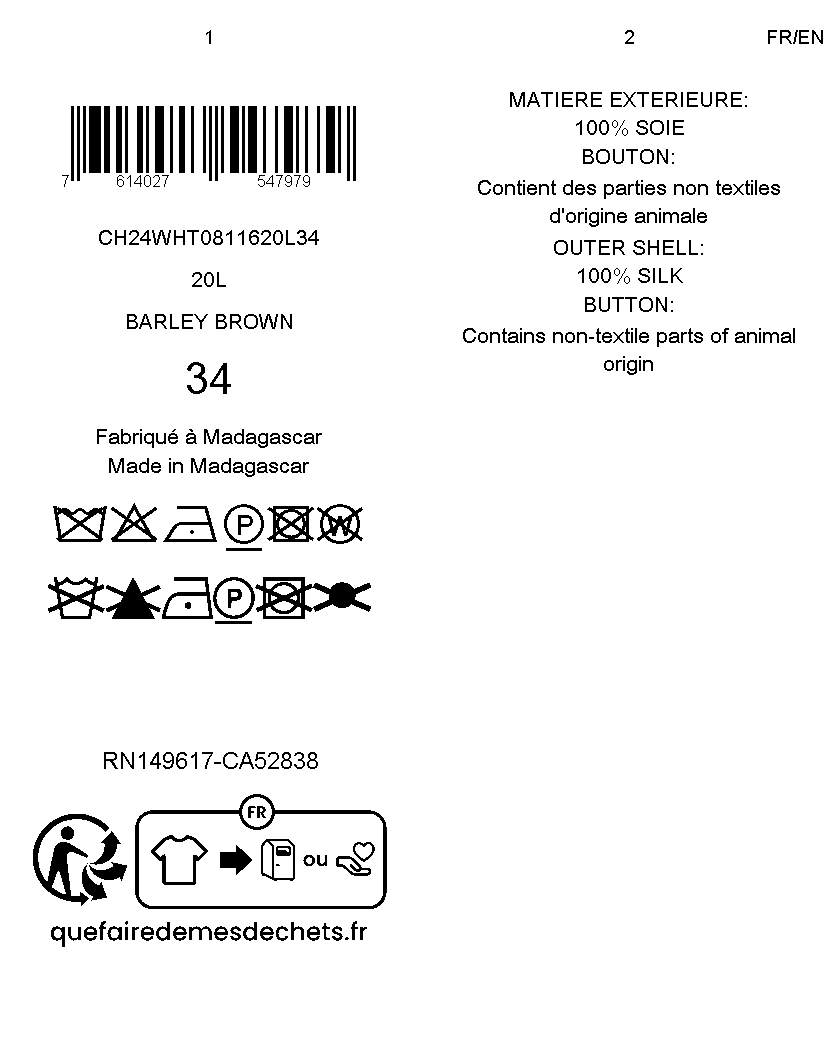 1
7 614027 547979
CH24WHT0811620L34
20L
BARLEY BROWN
34
Fabriqué à Madagascar
Made in Madagascar
P
W
P
RN149617-CA52838
FR
ou
quefairedemesdechets.fr
2
FR/EN
MATIERE EXTERIEURE:
100% SOIE
BOUTON:
Contient des parties non textiles
d'origine animale
OUTER SHELL:
100% SILK
BUTTON:
Contains non-textile parts of animal
origin